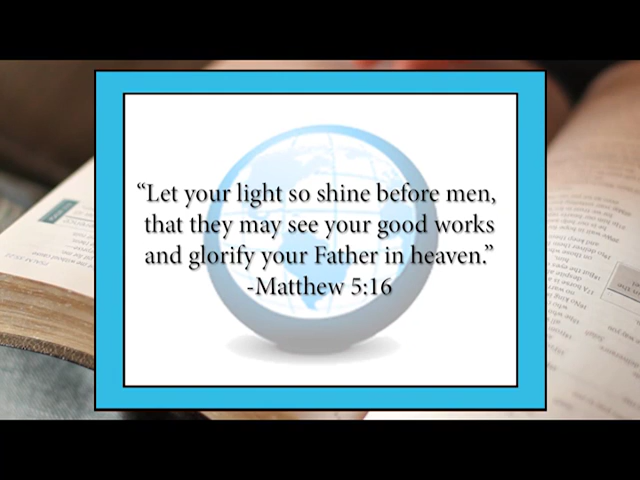 “Let your light so shine before men,
that they may see your good works
and glorify your Father in heaven.”
-Matthew 5:16